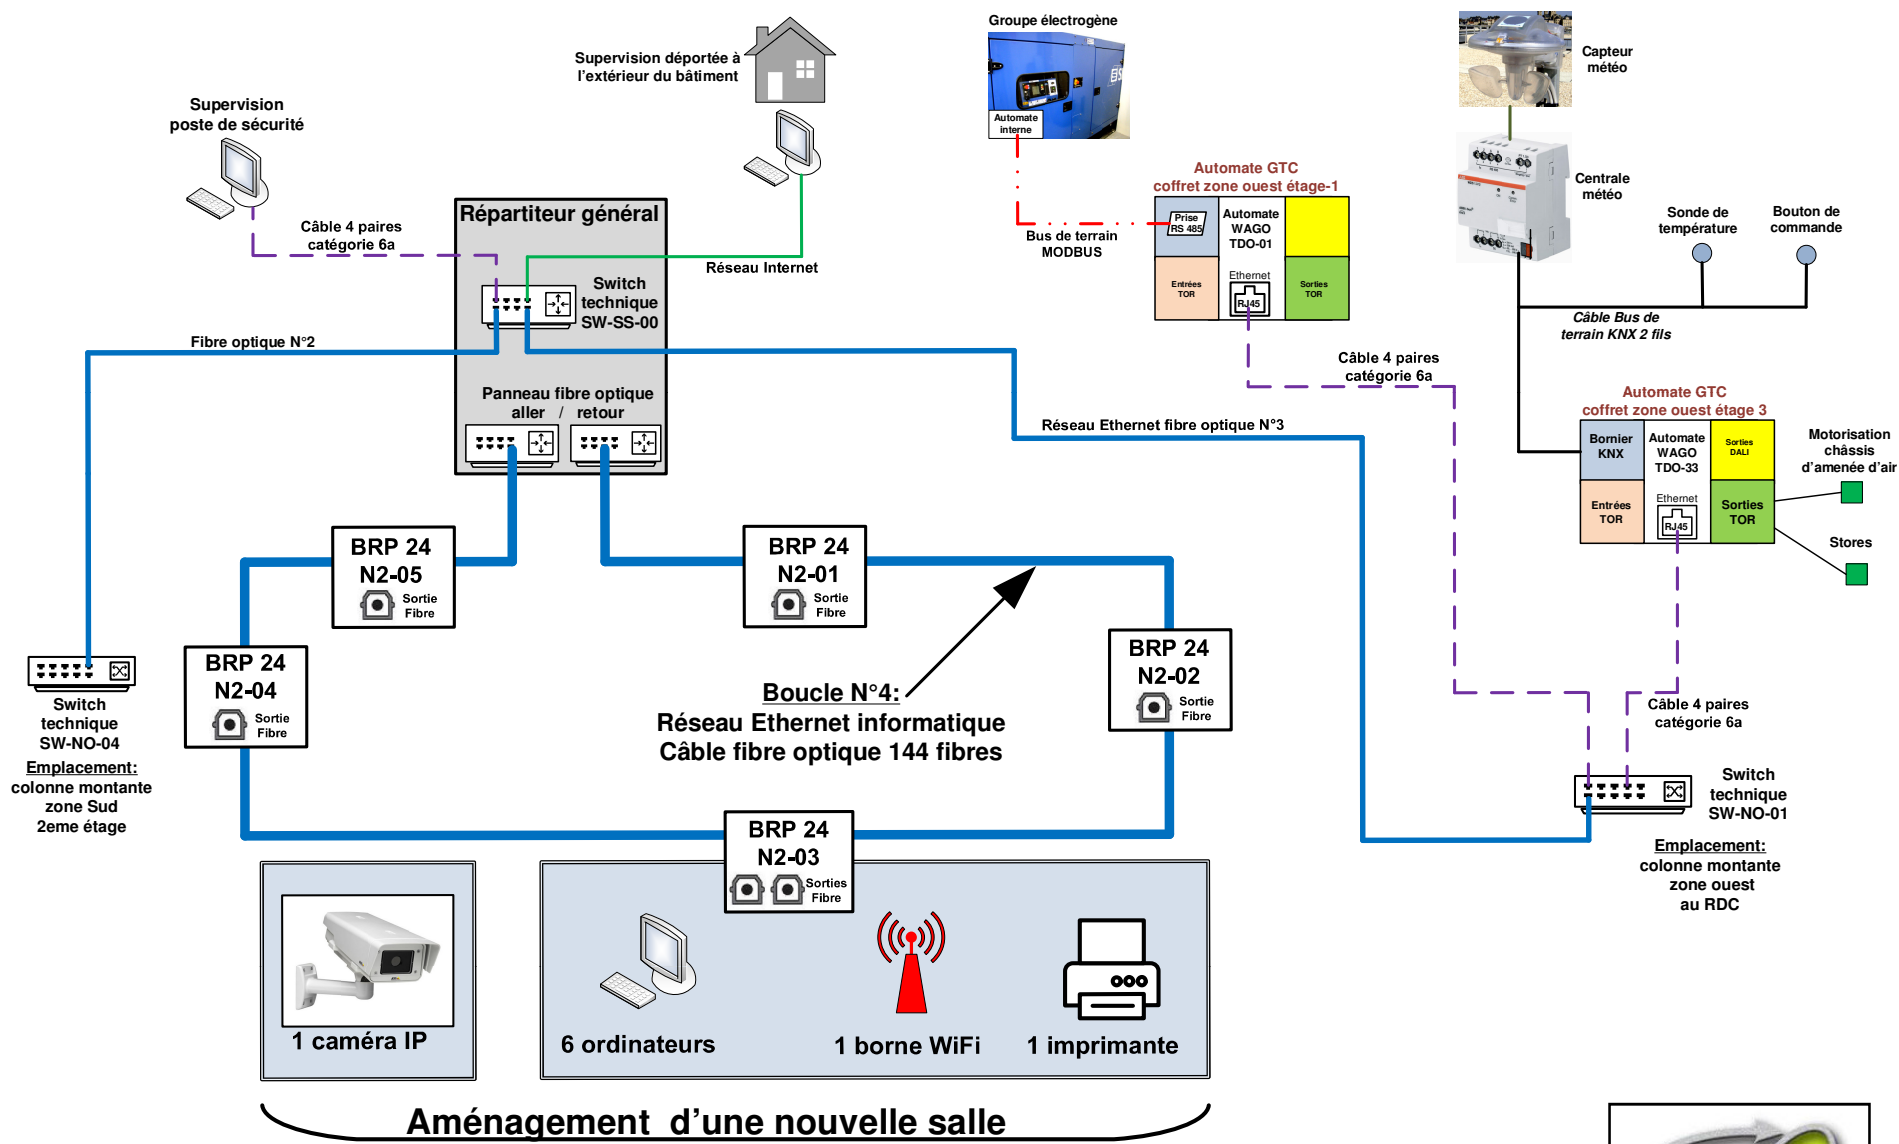 Groupe électrogène
Supervision déportée à
l'extérieur du bâtiment
Capteur
météo
Supervision
poste de sécurité
Automate
interne
Automate GTC
coffret zone ouest étage-1
Centrale
météo
Répartiteur général
Câble 4 paires
catégorie 6a
Prise
RS 485
Automate
WAGO
TDO-01
Bus de terrain
MODBUS
Sonde de
température
Bouton de
commande
Réseau Internet
Switch
technique
SW-SS-00
Entrées
TOR
Ethernet
RJ45
Sorties
TOR
Câble Bus de
terrain KNX 2 fils
Fibre optique N°2
Câble 4 paires
catégorie 6a
Panneau fibre optique
aller / retour
Automate GTC
coffret zone ouest étage 3
Réseau Ethernet fibre optique N°3
Bornier
KNX
Automate
WAGO
TDO-33
Sorties
DALI
Motorisation
châssis
d'amenée d'air
Entrées
TOR
Ethernet
RJ45
Sorties
TOR
Stores
BRP 24
N2-05
Sortie
Fibre
BRP 24
N2-01
Sortie
Fibre
BRP 24
N2-04
Sortie
Fibre
BRP 24
N2-02
Sortie
Fibre
Boucle N°4:
Réseau Ethernet informatique
Câble fibre optique 144 fibres
Switch
technique
SW-NO-04
Emplacement:
colonne montante
zone Sud
2eme étage
Câble 4 paires
catégorie 6a
Switch
technique
SW-NO-01
Emplacement:
colonne montante
zone ouest
au RDC
BRP 24
N2-03
Sorties
Fibre
1 caméra IP
6 ordinateurs
1 borne WiFi
1 imprimante
Aménagement d'une nouvelle salle